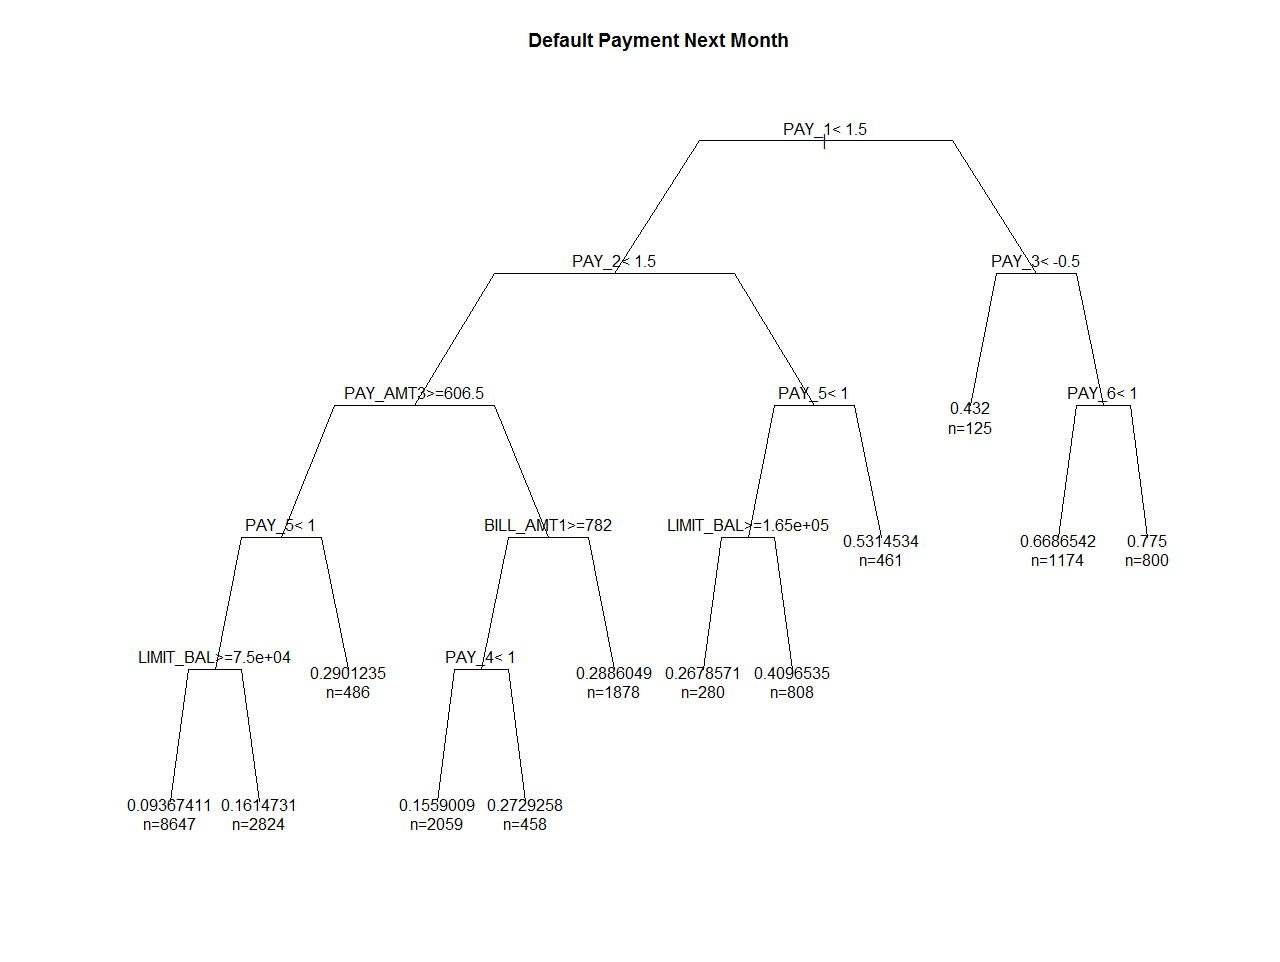 Default Payment Next Month
PAY_1< 1.5
PAY_2< 1.5
PAY_3< -0.5
PAY_AMT3>=606.5
PAY_5< 1
0.432
n=125
PAY_6< 1
PAY_5< 1
BILL_AMT1>=782
LIMIT_BAL>=1.65e+05
0.5314534
n=461
0.6686542
n=1174
0.775
n=800
LIMIT_BAL>=7.5e+04
0.2901235
n=486
PAY_4< 1
0.2886049
n=1878
0.2678571
n=280
0.4096535
n=808
0.09367411
n=8647
0.1614731
n=2824
0.1559009
n=2059
0.2729258
n=458